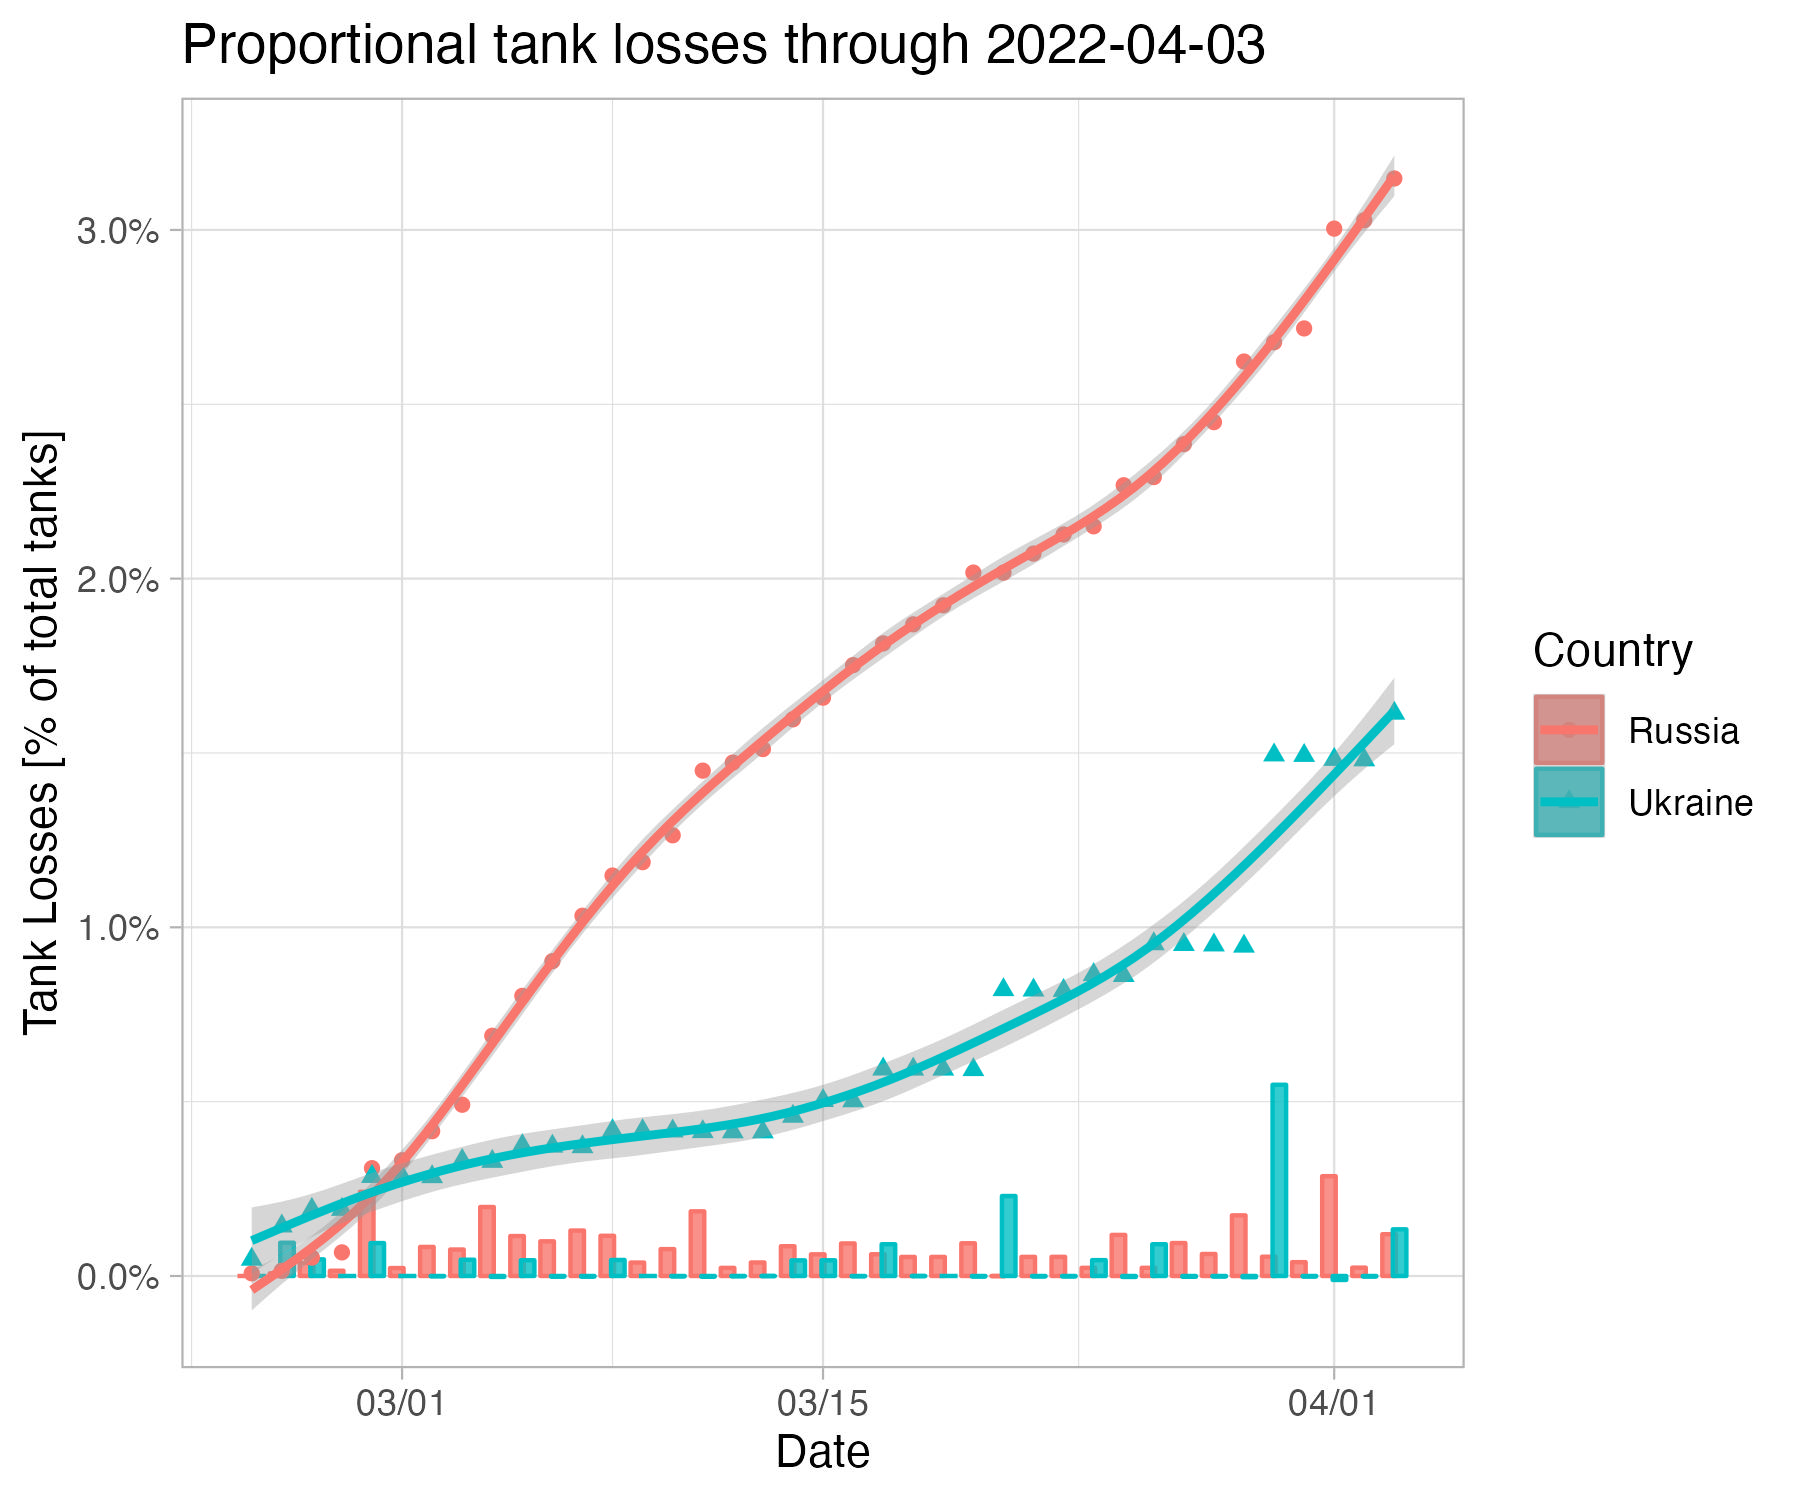 Proportional tank losses through 2022-04-03
Tank Losses [% of total tanks]
3.0%
2.0%
1.0%
0.0%
03/01
03/15
04/01
Date
Country
Russia
Ukraine